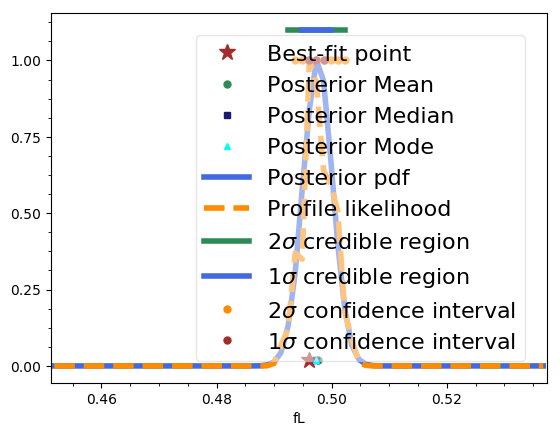 1.00
0.75
0.50
0.25
0.00
Best-fit point
Posterior Mean
Posterior Median
Posterior Mode
Posterior pdf
Profile likelihood
2σ credible region
1σ credible region
2σ confidence interval
1σ confidence interval
0.46 0.48 0.50 0.52
fL